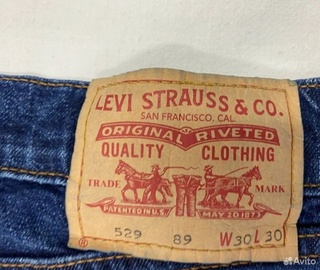 LEVI STRAUSS & CO.
SAN FRANCISCO, CAL.
ORIGINAL RIVETED
QUALITY CLOTHING
TRADE MARK
PATENTED IN U.S. MAY 20 1873
529 89 W30 L30
®
Avito